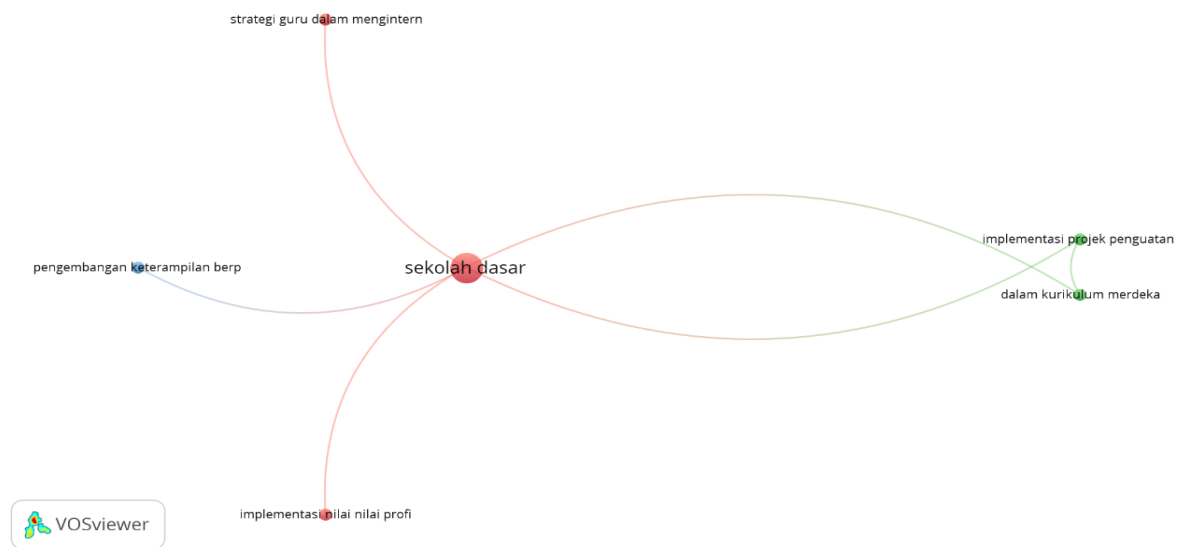 strategi guru dalam mengintern
implementasi projek penguatan
pengembangan keterampilan berp
sekolah dasar
dalam kurikulum merdeka
implementasi nilai nilai profi
VOSviewer